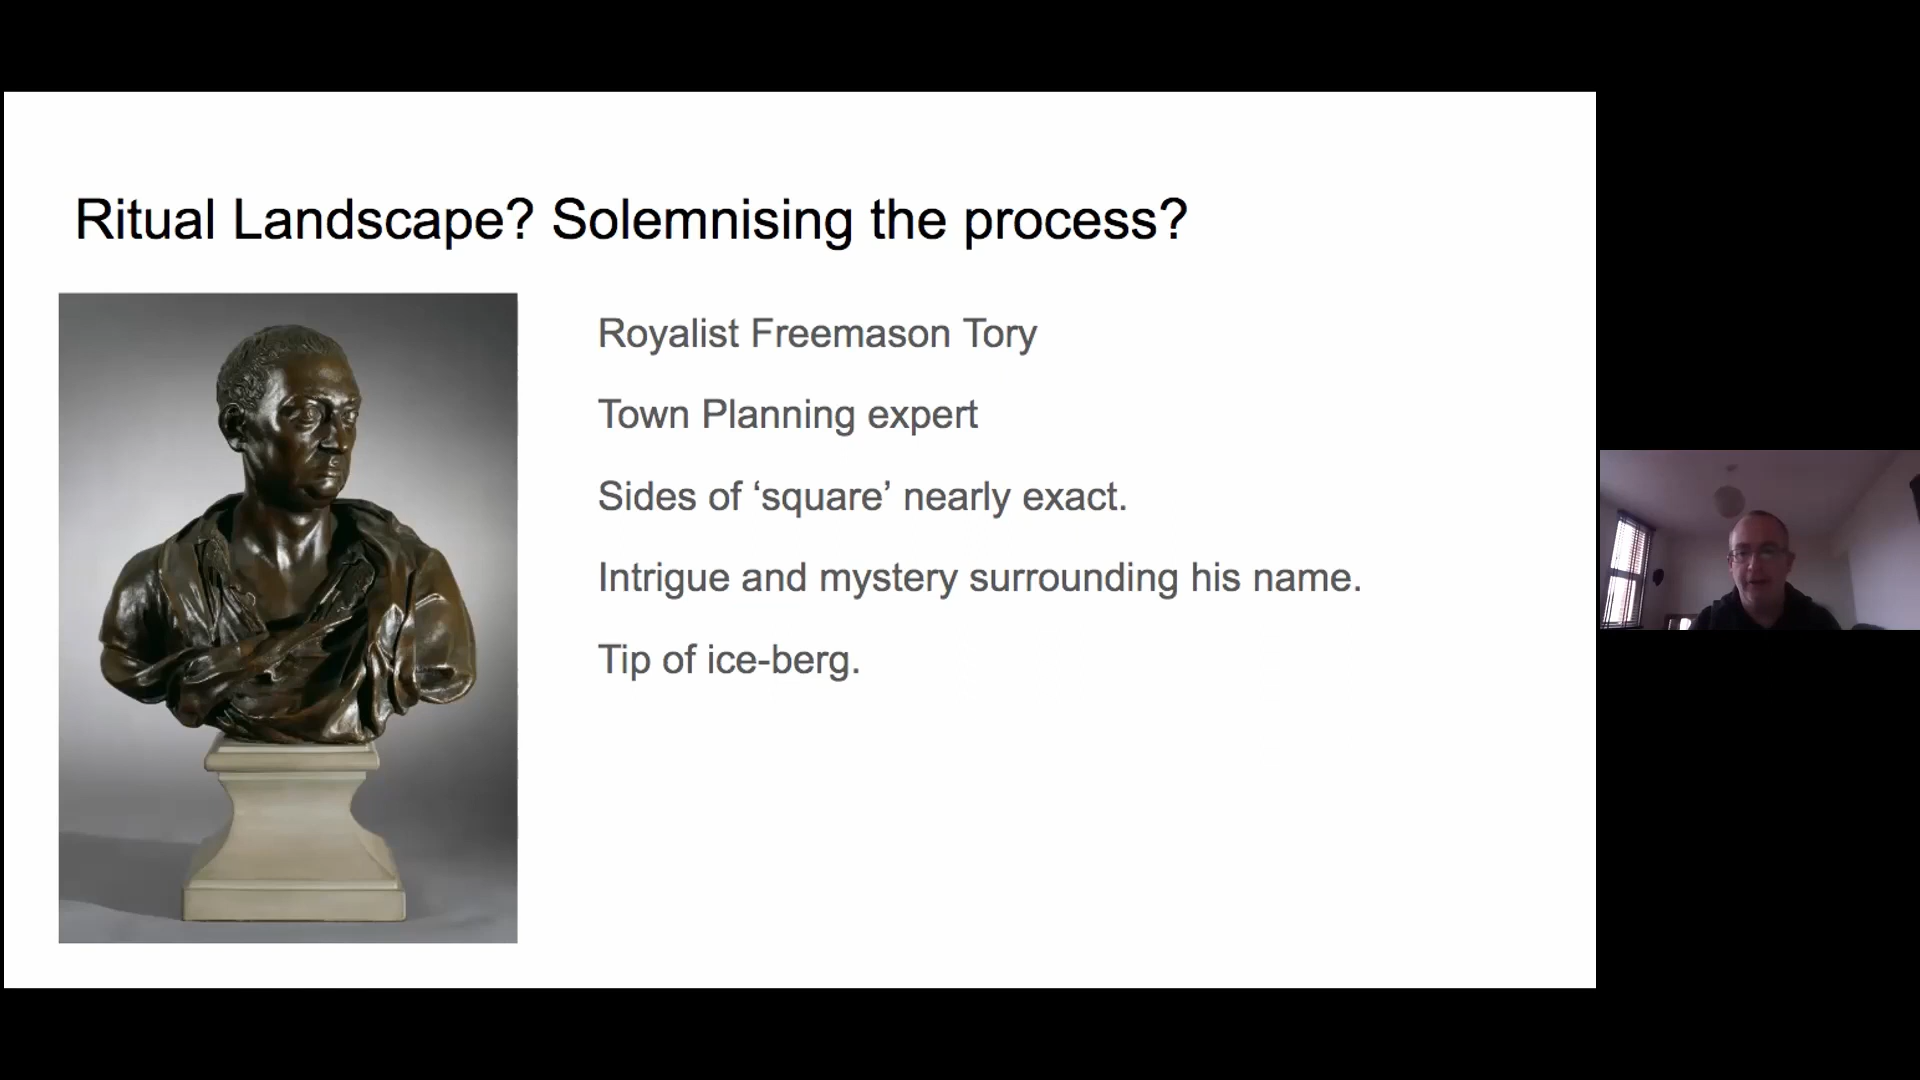 Ritual Landscape? Solemnising the process?
Royalist Freemason Tory
Town Planning expert
Sides of ‘square’ nearly exact.
Intrigue and mystery surrounding his name.
Tip of ice-berg.